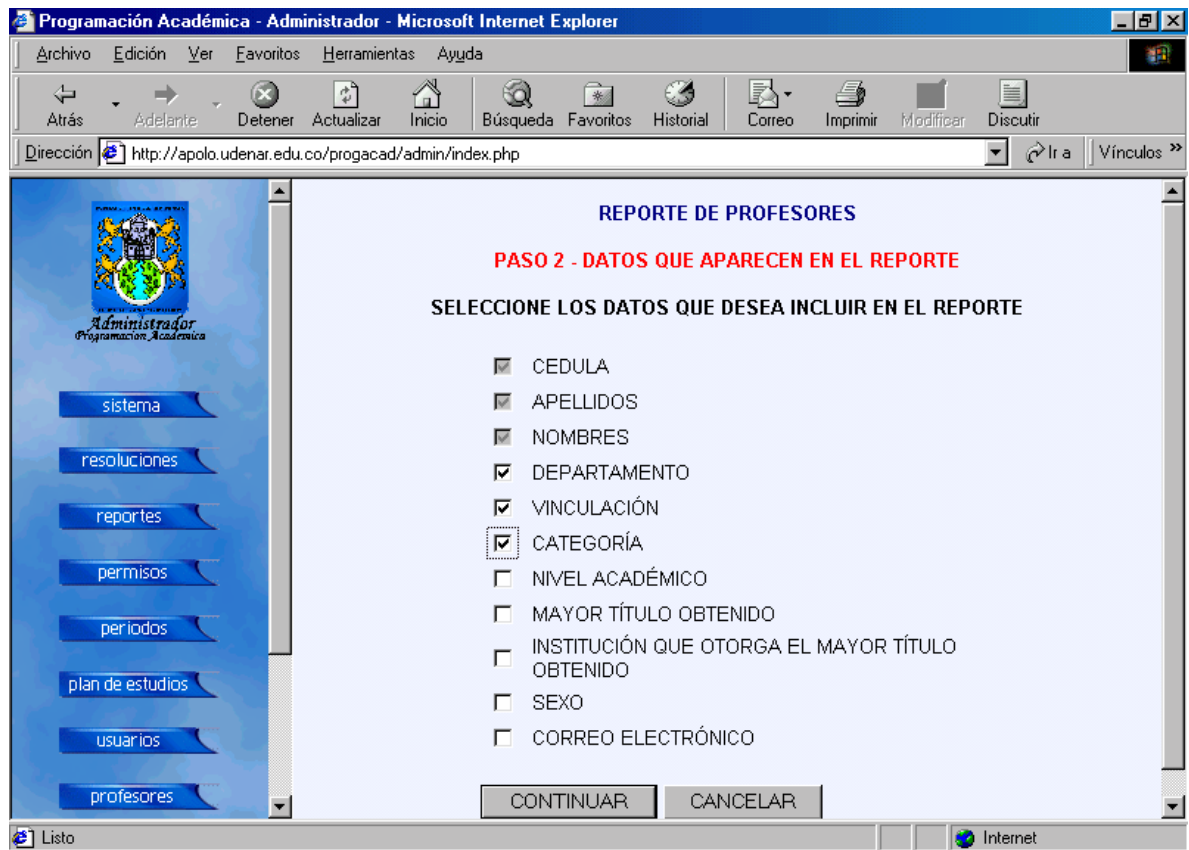 Programación Académica - Administrador - Microsoft Internet Explorer
Archivo Edición Ver Favoritos Herramientas Ayuda
Atrás Adelante Detener Actualizar Inicio Búsqueda Favoritos Historial Correo Imprimir Modificar Discutir
Dirección http://apolo.udenar.edu.co/progacad/admin/index.php Ir a Vínculos »
Administrador
Programacion Academica
sistema
resoluciones
reportes
permisos
periodos
plan de estudios
usuarios
profesores
REPORTE DE PROFESORES
PASO 2 - DATOS QUE APARECEN EN EL REPORTE
SELECCIONE LOS DATOS QUE DESEA INCLUIR EN EL REPORTE
CEDULA
APELLIDOS
NOMBRES
DEPARTAMENTO
VINCULACIÓN
CATEGORÍA
NIVEL ACADÉMICO
MAYOR TÍTULO OBTENIDO
INSTITUCIÓN QUE OTORGA EL MAYOR TÍTULO
OBTENIDO
SEXO
CORREO ELECTRÓNICO
CONTINUAR CANCELAR
Listo Internet